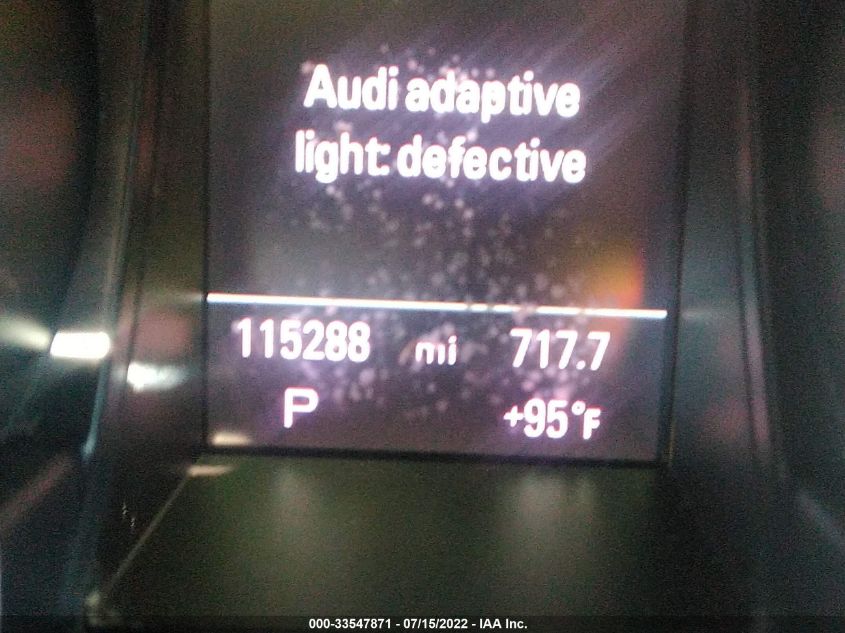 Audi adaptive
light: defective
115288 mi 717.7
P +95°F
000-33547871 - 07/15/2022 - IAA Inc.